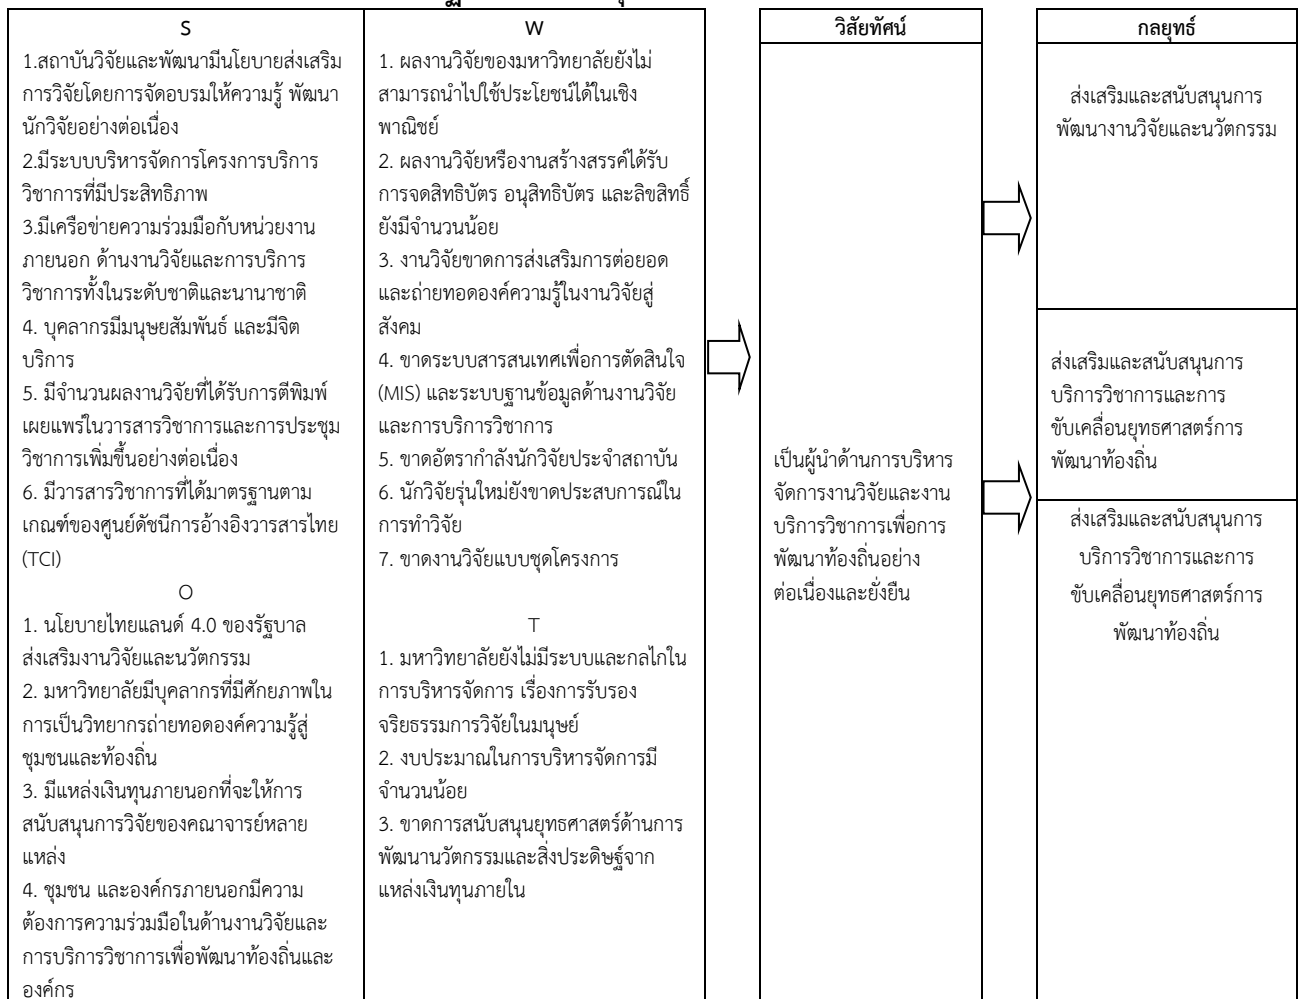 S
1.สถาบันวิจัยและพัฒนามีนโยบายส่งเสริม
การวิจัยโดยการจัดอบรมให้ความรู้ พัฒนา
นักวิจัยอย่างต่อเนื่อง
2.มีระบบบริหารจัดการโครงการบริการ
วิชาการที่มีประสิทธิภาพ
3.มีเครือข่ายความร่วมมือกับหน่วยงาน
ภายนอก ด้านงานวิจัยและการบริการ
วิชาการทั้งในระดับชาติและนานาชาติ
4. บุคลากรมีมนุษยสัมพันธ์ และมีจิต
บริการ
5. มีจำนวนผลงานวิจัยที่ได้รับการตีพิมพ์
เผยแพร่ในวารสารวิชาการและการประชุม
วิชาการเพิ่มขึ้นอย่างต่อเนื่อง
6. มีวารสารวิชาการที่ได้มาตรฐานตาม
เกณฑ์ของศูนย์ดัชนีการอ้างอิงวารสารไทย
(TCI)
O
1. นโยบายไทยแลนด์ 4.0 ของรัฐบาล
ส่งเสริมงานวิจัยและนวัตกรรม
2. มหาวิทยาลัยมีบุคลากรที่มีศักยภาพใน
การเป็นวิทยากรถ่ายทอดองค์ความรู้สู่
ชุมชนและท้องถิ่น
3. มีแหล่งเงินทุนภายนอกที่จะให้การ
สนับสนุนการวิจัยของคณาจารย์หลาย
แหล่ง
4. ชุมชน และองค์กรภายนอกมีความ
ต้องการความร่วมมือในด้านงานวิจัยและ
การบริการวิชาการเพื่อพัฒนาท้องถิ่นและ
องค์กร
W
1. ผลงานวิจัยของมหาวิทยาลัยยังไม่
สามารถนำไปใช้ประโยชน์ได้ในเชิง
พาณิชย์
2. ผลงานวิจัยหรืองานสร้างสรรค์ได้รับ
การจดสิทธิบัตร อนุสิทธิบัตร และลิขสิทธิ์
ยังมีจำนวนน้อย
3. งานวิจัยขาดการส่งเสริมการต่อยอด
และถ่ายทอดองค์ความรู้ในงานวิจัยสู่
สังคม
4. ขาดระบบสารสนเทศเพื่อการตัดสินใจ
(MIS) และระบบฐานข้อมูลด้านงานวิจัย
และการบริการวิชาการ
5. ขาดอัตรากำลังนักวิจัยประจำสถาบัน
6. นักวิจัยรุ่นใหม่ยังขาดประสบการณ์ใน
การทำวิจัย
7. ขาดงานวิจัยแบบชุดโครงการ
T
1. มหาวิทยาลัยยังไม่มีระบบและกลไกใน
การบริหารจัดการ เรื่องการรับรอง
จริยธรรมการวิจัยในมนุษย์
2. งบประมาณในการบริหารจัดการมี
จำนวนน้อย
3. ขาดการสนับสนุนยุทธศาสตร์ด้านการ
พัฒนานวัตกรรมและสิ่งประดิษฐ์จาก
แหล่งเงินทุนภายใน
วิสัยทัศน์
เป็นผู้นำด้านการบริหาร
จัดการงานวิจัยและงาน
บริการวิชาการเพื่อการ
พัฒนาท้องถิ่นอย่าง
ต่อเนื่องและยั่งยืน
กลยุทธ์
ส่งเสริมและสนับสนุนการ
พัฒนางานวิจัยและนวัตกรรม
ส่งเสริมและสนับสนุนการ
บริการวิชาการและการ
ขับเคลื่อนยุทธศาสตร์การ
พัฒนาท้องถิ่น
ส่งเสริมและสนับสนุนการ
บริการวิชาการและการ
ขับเคลื่อนยุทธศาสตร์การ
พัฒนาท้องถิ่น